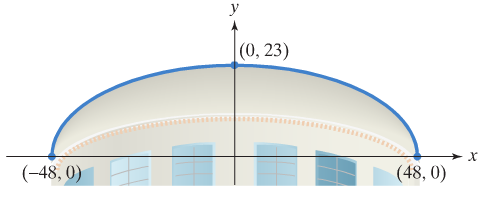 y
(0, 23)
x
(–48, 0)
(48, 0)